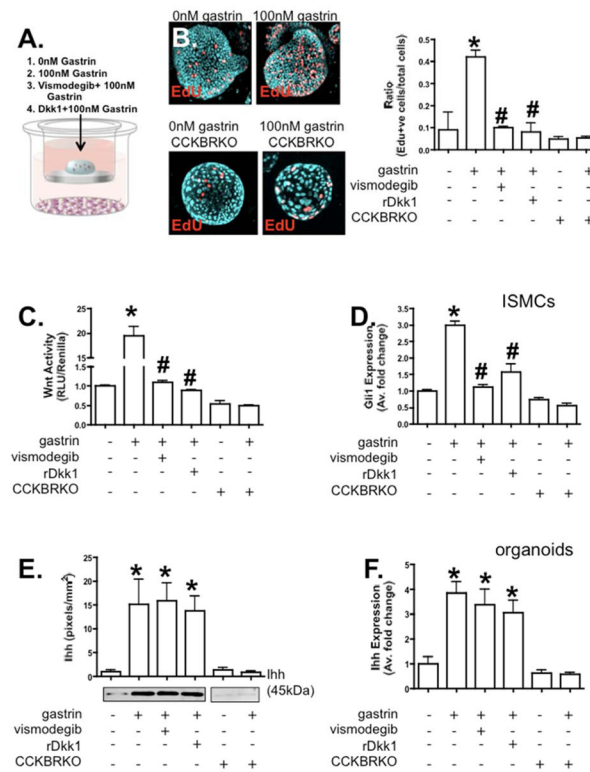 A.
1. 0nM Gastrin
2. 100nM Gastrin
3. Vismodegib+ 100nM
Gastrin
4. Dkk1+100nM Gastrin
B.
0nM gastrin
100nM gastrin
EdU
EdU
0nM gastrin
CCKBRKO
100nM gastrin
CCKBRKO
EdU
EdU
Ratio
(Edu+ve cells/total cells)
0.5
0.4
0.3
0.2
0.1
0.0
*
#
#
gastrin - + + + - +
vismodegib - - + - - -
rDkk1 - - - + - -
CCKBRKO - - - - + +
C.
Wnt Activity
(RLU/Renilla)
25
20
15
10
1.0
0.5
0.0
*
#
#
gastrin - + + + - +
vismodegib - - + - - -
rDkk1 - - - + - -
CCKBRKO - - - - + +
ISMCs
D.
Gli1 Expression
(Av. fold change)
3.0
2.5
2.0
1.5
1.0
0.5
0.0
*
#
#
gastrin - + + + - +
vismodegib - - + - - -
rDkk1 - - - + - -
CCKBRKO - - - - + +
E.
Ihh (pixels/mm²)
25
20
15
10
5
0
*
*
*
Ihh
(45kDa)
gastrin - + + + - +
vismodegib - - + - - -
rDkk1 - - - + - -
CCKBRKO - - - - + +
organoids
F.
Ihh Expression
(Av. fold change)
5
4
3
2
1
0
*
*
*
gastrin - + + + - +
vismodegib - - + - - -
rDkk1 - - - + - -
CCKBRKO - - - - + +